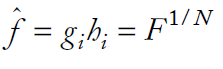 f̂ = gᵢhᵢ = F^{1/N}